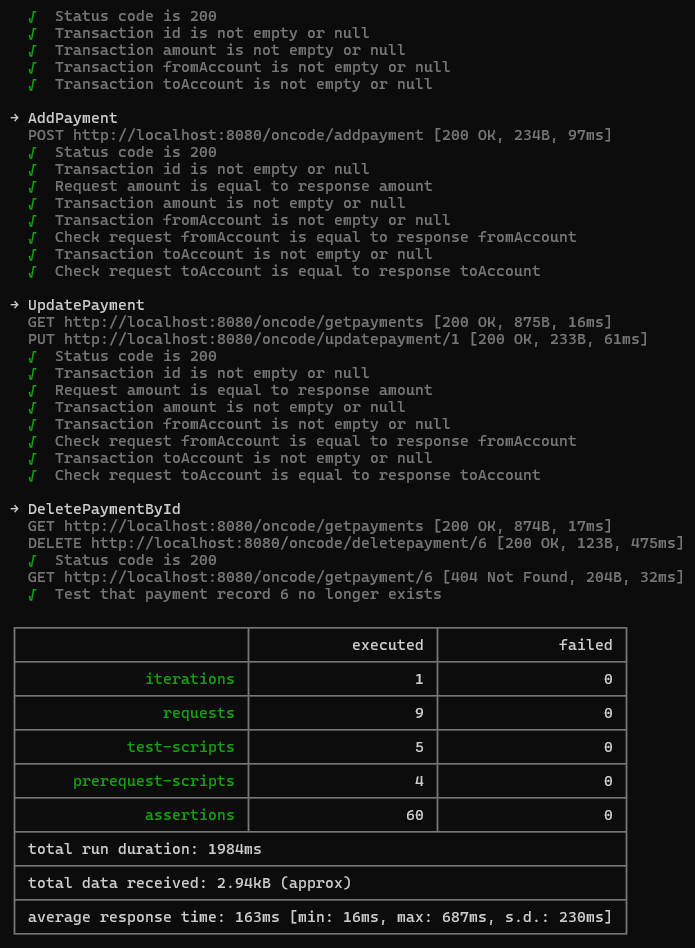 √  Status code is 200
√  Transaction id is not empty or null
√  Transaction amount is not empty or null
√  Transaction fromAccount is not empty or null
√  Transaction toAccount is not empty or null
→ AddPayment
POST http://localhost:8080/oncode/addpayment [200 OK, 234B, 97ms]
√  Status code is 200
√  Transaction id is not empty or null
√  Request amount is equal to response amount
√  Transaction amount is not empty or null
√  Transaction fromAccount is not empty or null
√  Check request fromAccount is equal to response fromAccount
√  Transaction toAccount is not empty or null
√  Check request toAccount is equal to response toAccount
→ UpdatePayment
GET http://localhost:8080/oncode/getpayments [200 OK, 875B, 16ms]
PUT http://localhost:8080/oncode/updatepayment/1 [200 OK, 233B, 61ms]
√  Status code is 200
√  Transaction id is not empty or null
√  Request amount is equal to response amount
√  Transaction amount is not empty or null
√  Transaction fromAccount is not empty or null
√  Check request fromAccount is equal to response fromAccount
√  Transaction toAccount is not empty or null
√  Check request toAccount is equal to response toAccount
→ DeletePaymentById
GET http://localhost:8080/oncode/getpayments [200 OK, 874B, 17ms]
DELETE http://localhost:8080/oncode/deletepayment/6 [200 OK, 123B, 475ms]
√  Status code is 200
GET http://localhost:8080/oncode/getpayment/6 [404 Not Found, 204B, 32ms]
√  Test that payment record 6 no longer exists
executed failed
iterations 1 0
requests 9 0
test-scripts 5 0
prerequest-scripts 4 0
assertions 60 0
total run duration: 1984ms
total data received: 2.94kB (approx)
average response time: 163ms [min: 16ms, max: 687ms, s.d.: 230ms]